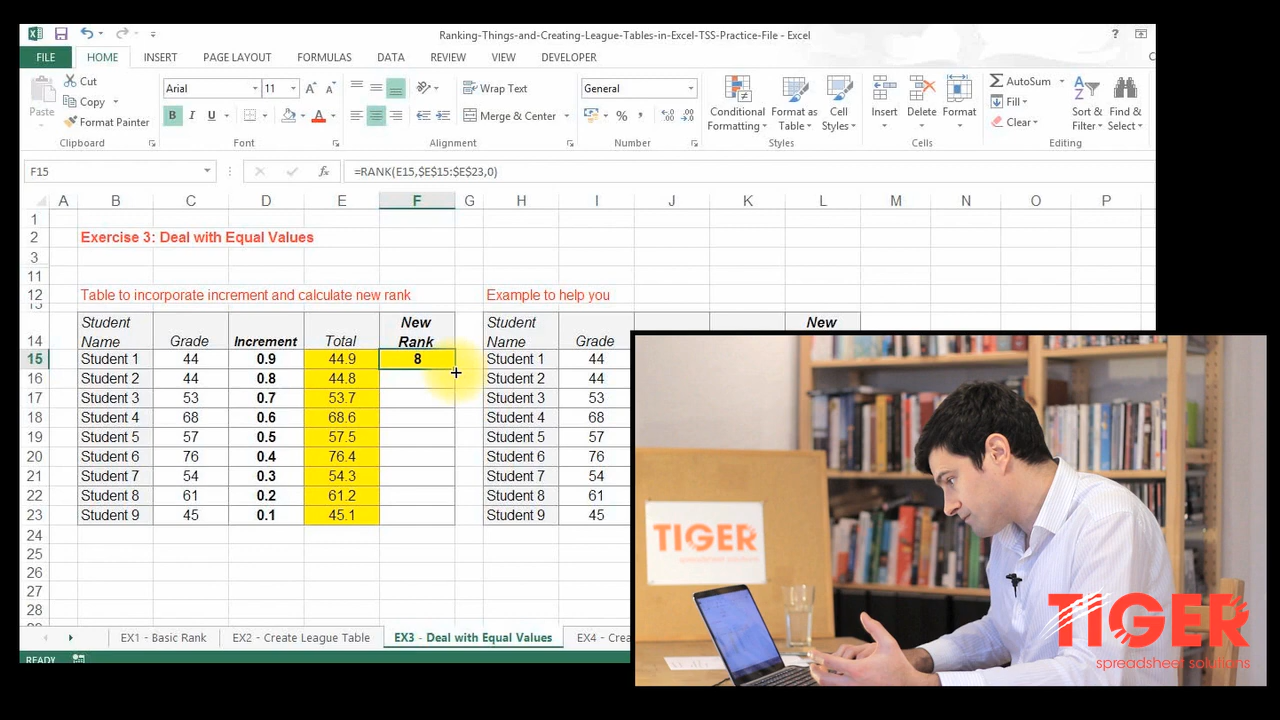 Ranking-Things-and-Creating-League-Tables-in-Excel-TSS-Practice-File - Excel
?
FILE HOME INSERT PAGE LAYOUT FORMULAS DATA REVIEW VIEW DEVELOPER
Paste
Cut
Copy
Format Painter
Clipboard
Arial 11
B I U
Font
Wrap Text
Merge & Center
Alignment
General
%
Number
Conditional Formatting
Format as Table
Cell Styles
Styles
Insert Delete Format
Cells
AutoSum
Fill
Clear
Sort & Filter
Find & Select
Editing
F15 fx =RANK(E15,$E$15:$E$23,0)
A B C D E F G H I J K L M N O P
1
2 Exercise 3: Deal with Equal Values
3
11
12 Table to incorporate increment and calculate new rank Example to help you
13
14 Student Name Grade Increment Total New Rank Student Name Grade New
15 Student 1 44 0.9 44.9 8 Student 1 44
16 Student 2 44 0.8 44.8 Student 2 44
17 Student 3 53 0.7 53.7 Student 3 53
18 Student 4 68 0.6 68.6 Student 4 68
19 Student 5 57 0.5 57.5 Student 5 57
20 Student 6 76 0.4 76.4 Student 6 76
21 Student 7 54 0.3 54.3 Student 7 54
22 Student 8 61 0.2 61.2 Student 8 61
23 Student 9 45 0.1 45.1 Student 9 45
24
25
26
27
28
EX1 - Basic Rank EX2 - Create League Table EX3 - Deal with Equal Values EX4 - Crea
READY
TIGER
spreadsheet solutions
TIGER
spreadsheet solutions